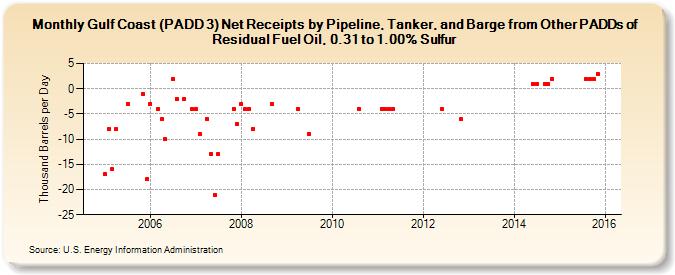 Monthly Gulf Coast (PADD 3) Net Receipts by Pipeline, Tanker, and Barge from Other PADDs of
Residual Fuel Oil, 0.31 to 1.00% Sulfur
Thousand Barrels per Day
5
0
-5
-10
-15
-20
-25
2006 2008 2010 2012 2014 2016
Source: U.S. Energy Information Administration